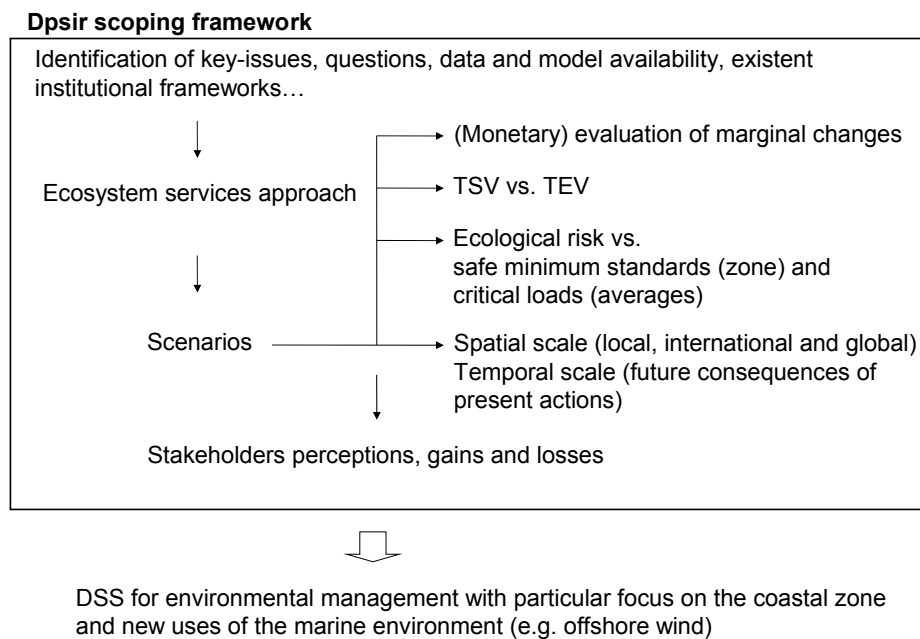 Dpsir scoping framework
Identification of key-issues, questions, data and model availability, existent
institutional frameworks…
(Monetary) evaluation of marginal changes
Ecosystem services approach
TSV vs. TEV
Ecological risk vs.
safe minimum standards (zone) and
critical loads (averages)
Scenarios
Spatial scale (local, international and global)
Temporal scale (future consequences of
present actions)
Stakeholders perceptions, gains and losses
DSS for environmental management with particular focus on the coastal zone
and new uses of the marine environment (e.g. offshore wind)